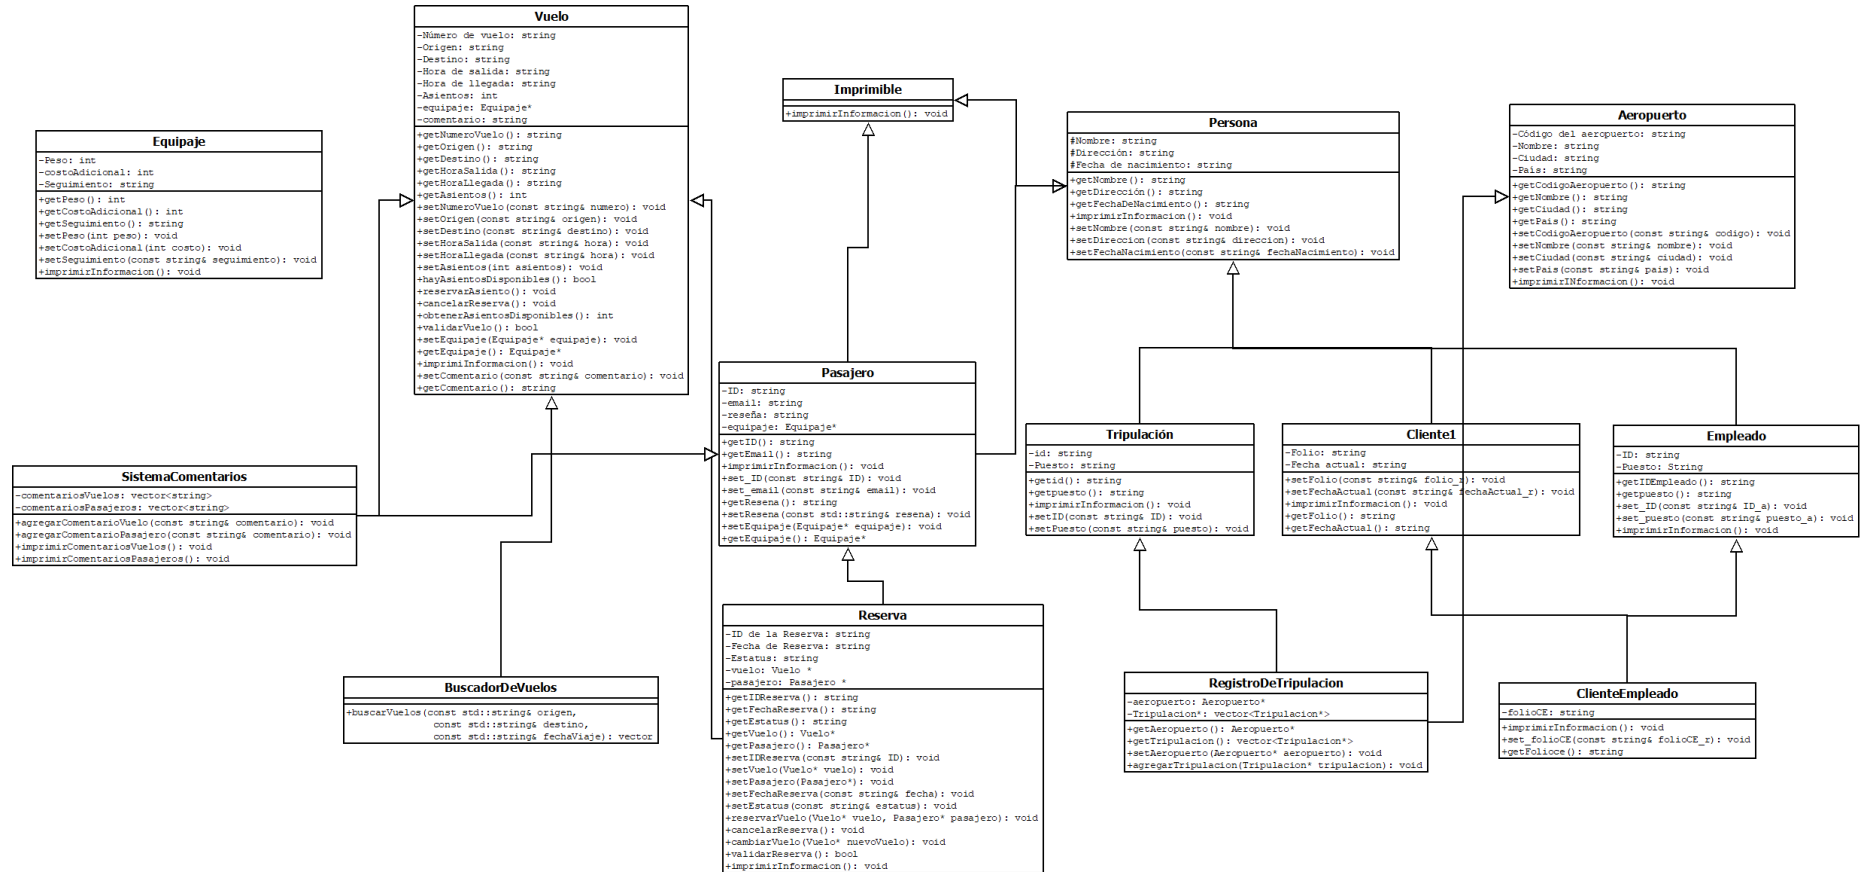 Vuelo
-Número de vuelo: string
-Origen: string
-Destino: string
-Hora de salida: string
-Hora de llegada: string
-Asientos: int
-equipaje: Equipaje*
-comentario: string
+getNumeroVuelo(): string
+getOrigen(): string
+getDestino(): string
+getHoraSalida(): string
+getHoraLlegada(): string
+getAsientos(): int
+setNumeroVuelo(const string& numero): void
+setOrigen(const string& origen): void
+setDestino(const string& destino): void
+setHoraSalida(const string& hora): void
+setHoraLlegada(const string& hora): void
+setAsientos(int asientos): void
+hayAsientosDisponibles(): bool
+reservarAsiento(): void
+cancelarReserva(): void
+obtenerAsientosDisponibles(): int
+validarVuelo(): bool
+setEquipaje(Equipaje* equipaje): void
+getEquipaje(): Equipaje*
+imprimiInformacion(): void
+setComentario(const string& comentario): void
+getComentario(): string
Imprimible
+imprimirInformacion(): void
Persona
#Nombre: string
#Dirección: string
#Fecha de nacimiento: string
+getNombre(): string
+getDirección(): string
+getFechaDeNacimiento(): string
+imprimirInformacion(): void
+setNombre(const string& nombre): void
+setDireccion(const string& direccion): void
+setFechaNacimiento(const string& fechaNacimiento): void
Aeropuerto
-Código del aeropuerto: string
-Nombre: string
-Ciudad: string
-País: string
+getCodigoAeropuerto(): string
+getNombre(): string
+getCiudad(): string
+getPais(): string
+setCodigoAeropuerto(const string& codigo): void
+setNombre(const string& nombre): void
+setCiudad(const string& ciudad): void
+setPais(const string& pais): void
+imprimirINformacion(): void
Equipaje
-Peso: int
-costoAdicional: int
-Seguimiento: string
+getPeso(): int
+getCostoAdicional(): int
+getSeguimiento(): string
+setPeso(int peso): void
+setCostoAdicional(int costo): void
+setSeguimiento(const string& seguimiento): void
+imprimirInformacion(): void
Pasajero
-ID: string
-email: string
-reseña: string
-equipaje: Equipaje*
+getID(): string
+getEmail(): string
+imprimirInformacion(): void
+set_ID(const string& ID): void
+set_email(const string& email): void
+getResena(): string
+setResena(const std::string& resena): void
+setEquipaje(Equipaje* equipaje): void
+getEquipaje(): Equipaje*
Tripulación
-id: string
-Puesto: string
+getid(): string
+getpuesto(): string
+imprimirInformacion(): void
+setID(const string& ID): void
+setPuesto(const string& puesto): void
Cliente1
-Folio: string
-Fecha actual: string
+setFolio(const string& folio_r): void
+setFechaActual(const string& fechaActual_r): void
+imprimirInformacion(): void
+getFolio(): string
+getFechaActual(): string
Empleado
-ID: string
-Puesto: String
+getIDEmpleado(): string
+getpuesto(): string
+set_ID(const string& ID_a): void
+set_puesto(const string& puesto_a): void
+imprimirInformacion(): void
SistemaComentarios
-comentariosVuelos: vector<string>
-comentariosPasajeros: vector<string>
+agregarComentarioVuelo(const string& comentario): void
+agregarComentarioPasajero(const string& comentario): void
+imprimirComentariosVuelos(): void
+imprimirComentariosPasajeros(): void
BuscadorDeVuelos
+buscarVuelos(const std::string& origen,
const std::string& destino,
const std::string& fechaViaje): vector
Reserva
-ID de la Reserva: string
-Fecha de Reserva: string
-Estatus: string
-vuelo: Vuelo *
-pasajero: Pasajero *
+getIDReserva(): string
+getFechaReserva(): string
+getEstatus(): string
+getVuelo(): Vuelo*
+getPasajero(): Pasajero*
+setIDReserva(const string& ID): void
+setVuelo(Vuelo* vuelo): void
+setPasajero(Pasajero*): void
+setFechaReserva(const string& fecha): void
+setEstatus(const string& estatus): void
+reservarVuelo(Vuelo* vuelo, Pasajero* pasajero): void
+cancelarReserva(): void
+cambiarVuelo(Vuelo* nuevoVuelo): void
+validarReserva(): bool
+imprimirInformacion(): void
RegistroDeTripulacion
-aeropuerto: Aeropuerto*
-Tripulacion*: vector<Tripulacion*>
+getAeropuerto(): Aeropuerto*
+getTripulacion(): vector<Tripulacion*>
+setAeropuerto(Aeropuerto* aeropuerto): void
+agregarTripulacion(Tripulacion* tripulacion): void
ClienteEmpleado
-folioCE: string
+imprimirInformacion(): void
+set_folioCE(const string& folioCE_r): void
+getFolioce(): string